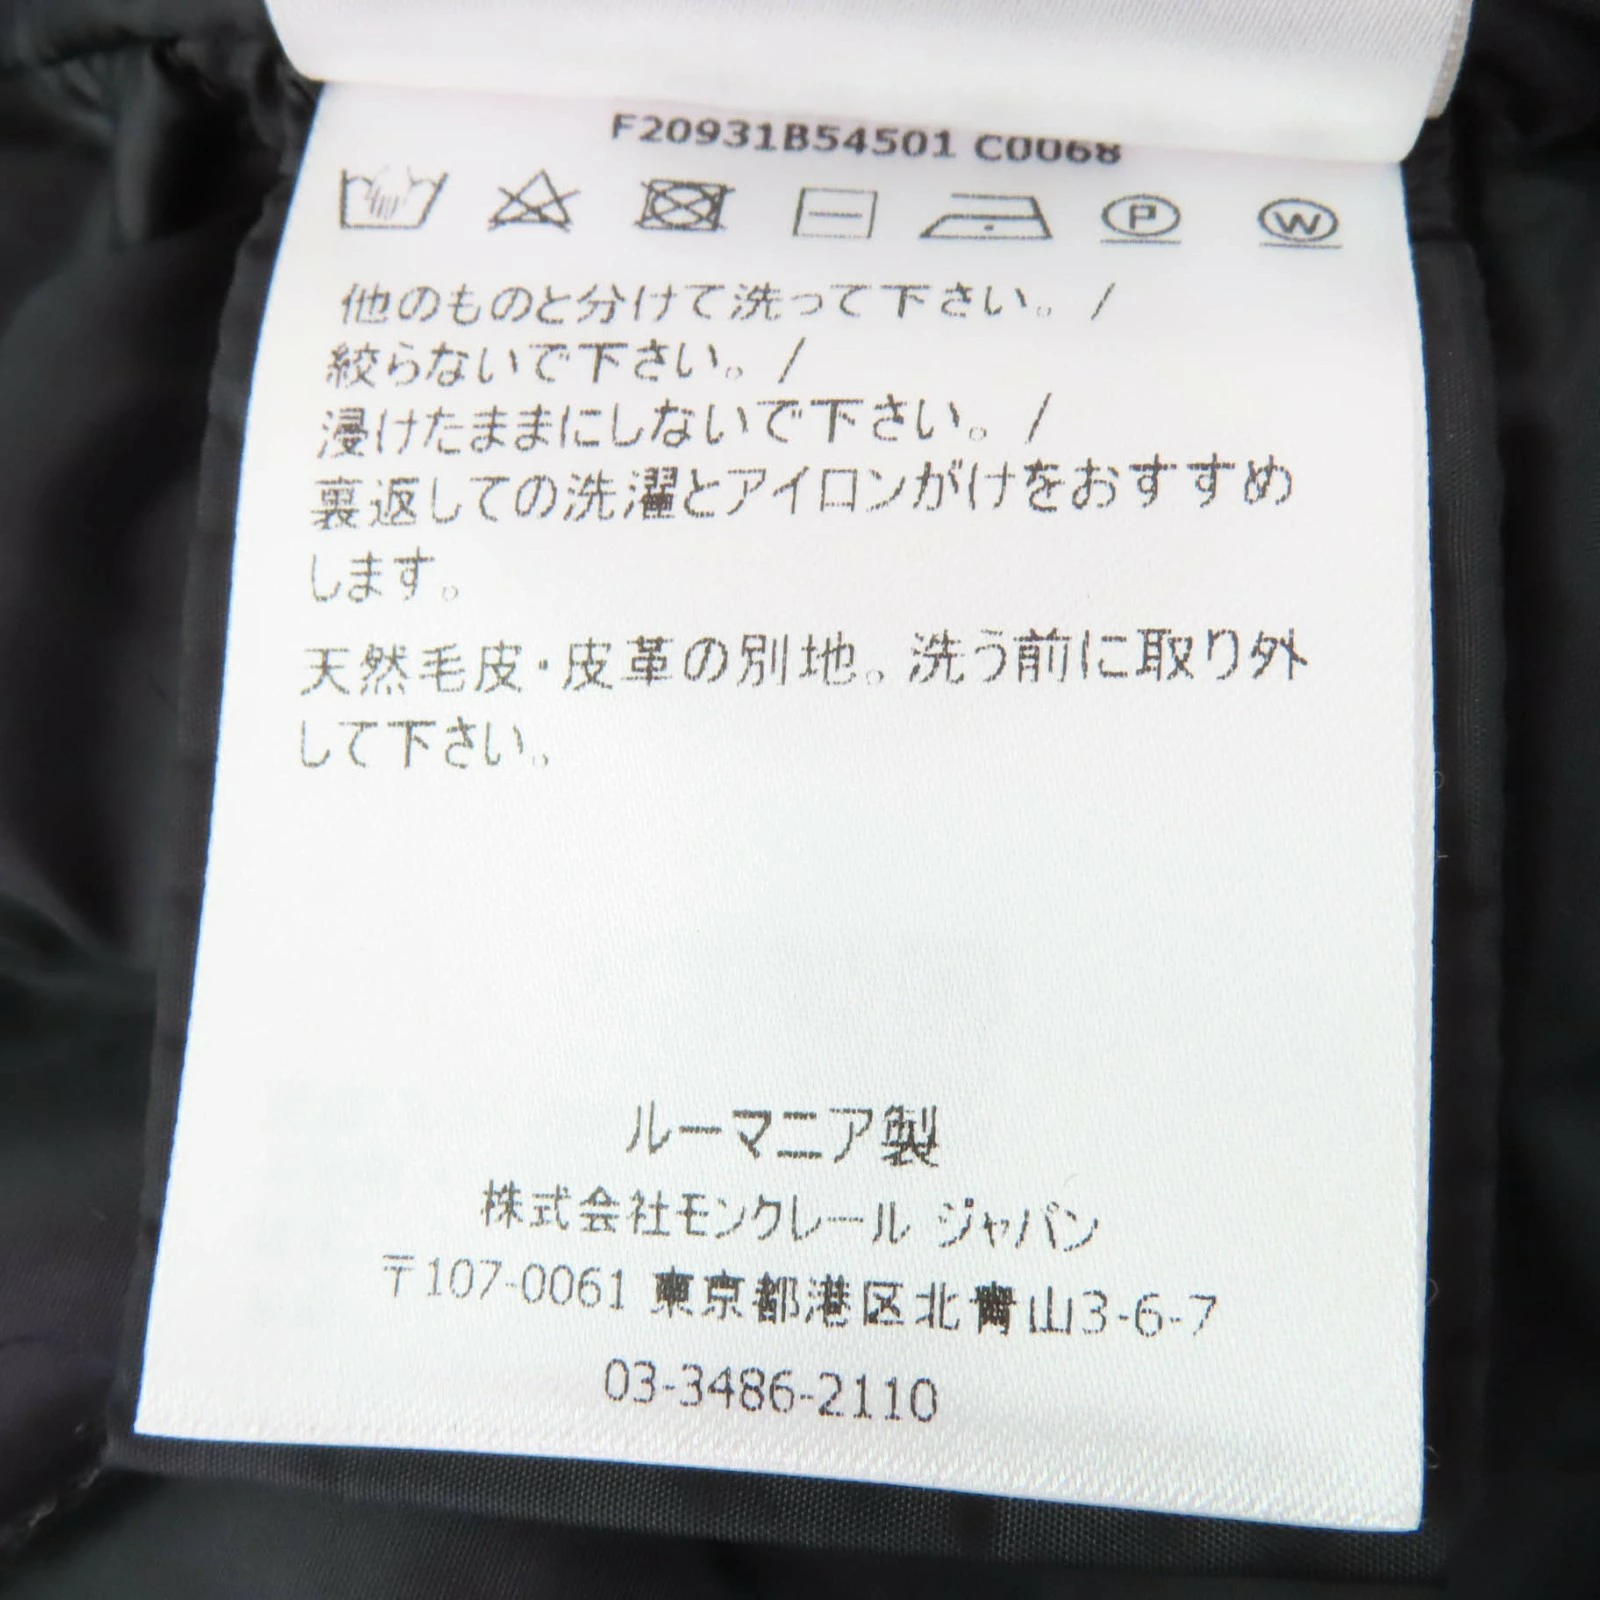 F20931B54501 C0068
P W
他のものと分けて洗って下さい。/
絞らないで下さい。/
浸けたままにしないで下さい。/
裏返しての洗濯とアイロンがけをおすすめ
します。
天然毛皮・皮革の別地。洗う前に取り外
して下さい。
ルーマニア製
株式会社モンクレール ジャパン
〒107-0061 東京都港区北青山3-6-7
03-3486-2110